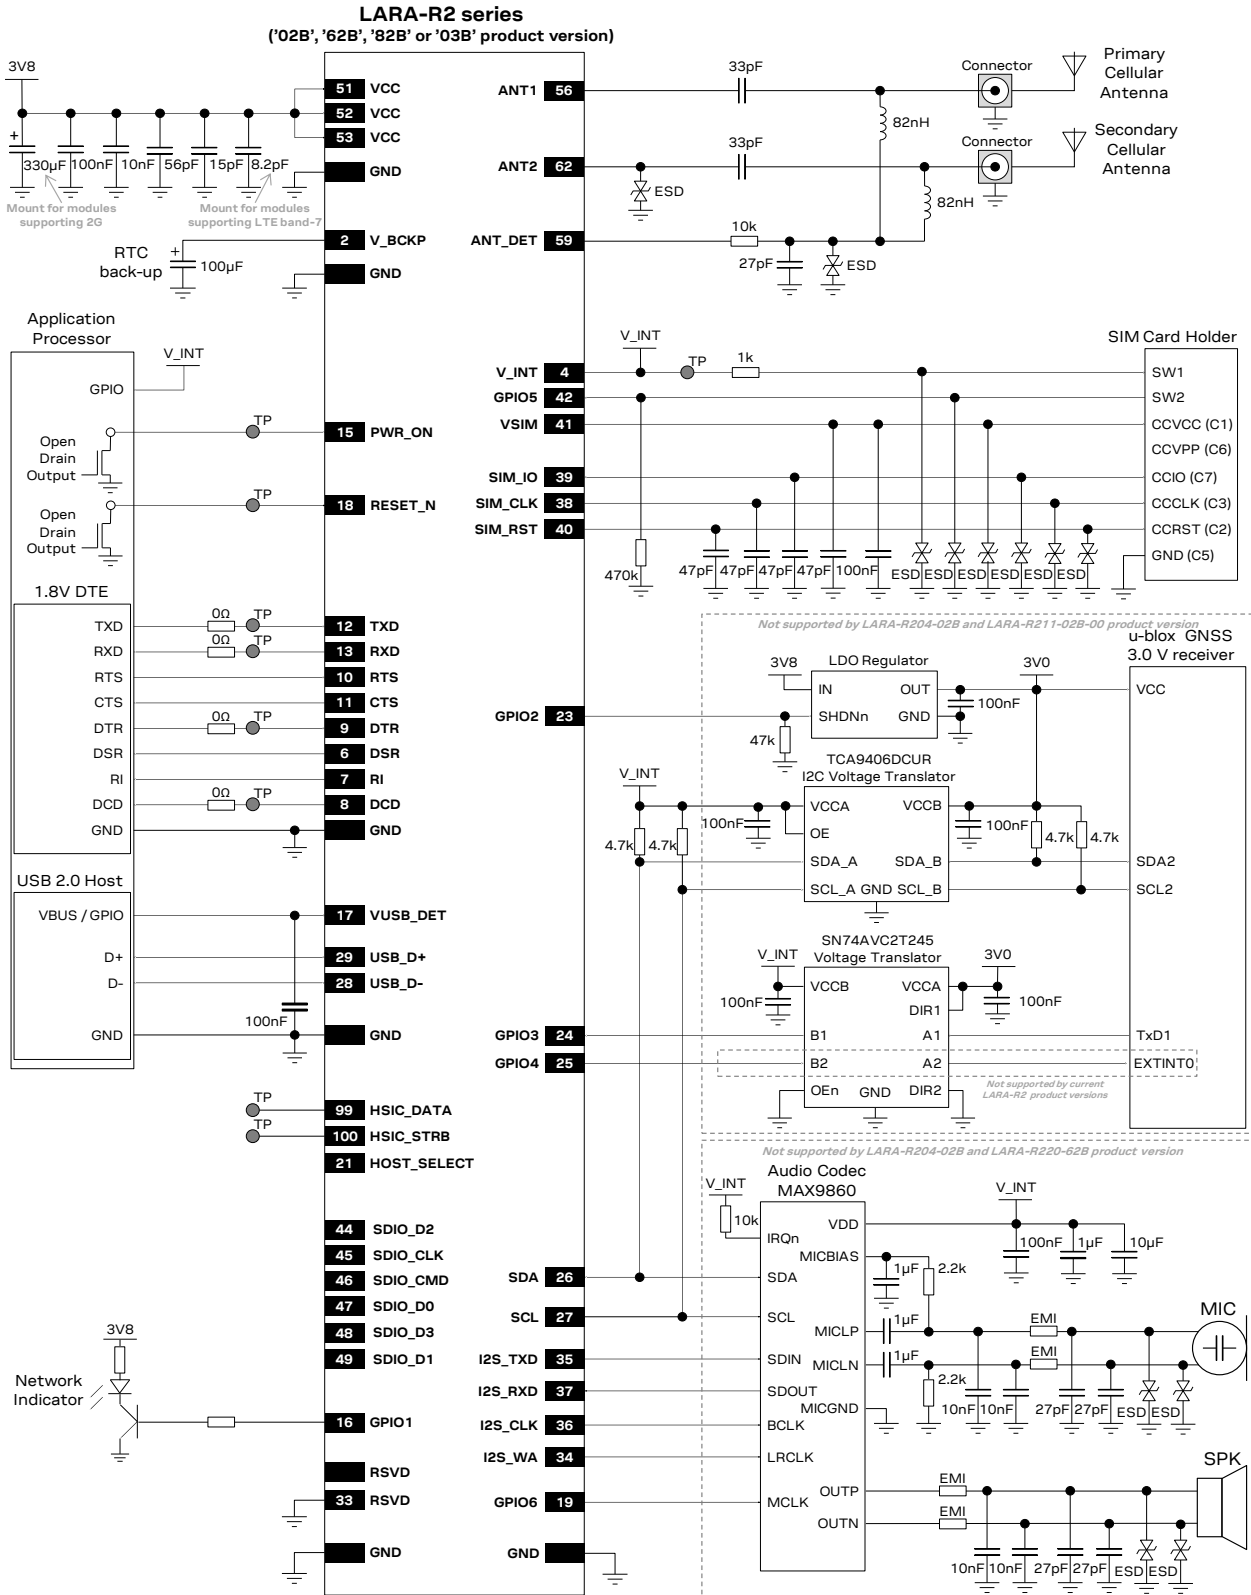 LARA-R2 series
('02B', '62B', '82B' or '03B' product version)
3V8
51 VCC
52 VCC
53 VCC
GND
330µF 100nF 10nF 56pF 15pF 8.2pF
Mount for modules
supporting 2G
Mount for modules
supporting LTE band-7
2 V_BCKP
RTC
back-up
+
+
100µF
GND
ANT1 56
33pF
Connector
Primary
Cellular
Antenna
82nH
ANT2 62
33pF
Connector
Secondary
Cellular
Antenna
ESD
82nH
ANT_DET 59
10k
27pF
ESD
Application
Processor
V_INT
GPIO
Open
Drain
Output
TP
15 PWR_ON
Open
Drain
Output
TP
18 RESET_N
V_INT
TP
1k
SIM Card Holder
V_INT 4
SW1
GPIO5 42
SW2
VSIM 41
CCVCC (C1)
CCVPP (C6)
SIM_IO 39
CCIO (C7)
SIM_CLK 38
CCCLK (C3)
SIM_RST 40
CCRST (C2)
GND (C5)
470k
47pF 47pF 47pF 47pF 100nF
ESD ESD ESD ESD ESD ESD
1.8V DTE
TXD 0Ω TP 12 TXD
RXD 0Ω TP 13 RXD
RTS 10 RTS
CTS 11 CTS
DTR 0Ω TP 9 DTR
DSR 6 DSR
RI 7 RI
DCD 0Ω TP 8 DCD
GND GND
USB 2.0 Host
VBUS / GPIO 17 VUSB_DET
D+ 29 USB_D+
D- 28 USB_D-
100nF
GND GND
TP 99 HSIC_DATA
TP 100 HSIC_STRB
21 HOST_SELECT
44 SDIO_D2
45 SDIO_CLK
46 SDIO_CMD
47 SDIO_D0
48 SDIO_D3
49 SDIO_D1
3V8
Network
Indicator
16 GPIO1
RSVD
33 RSVD
GND
GND
Not supported by LARA-R204-02B and LARA-R211-02B-00 product version
u-blox GNSS
3.0 V receiver
3V8
LDO Regulator
3V0
IN OUT
100nF
VCC
GPIO2 23
SHDNn GND
47k
TCA9406DCUR
I2C Voltage Translator
V_INT
100nF
VCCA VCCB
100nF
OE
4.7k 4.7k
4.7k 4.7k
SDA_A SDA_B
SDA2
SCL_A GND SCL_B
SCL2
SN74AVC2T245
Voltage Translator
V_INT
3V0
100nF
VCCB VCCA
100nF
DIR1
GPIO3 24
B1 A1
TxD1
GPIO4 25
B2 A2
EXTINT0
OEn GND DIR2
Not supported by current
LARA-R2 product versions
Not supported by LARA-R204-02B and LARA-R220-62B product version
Audio Codec
MAX9860
V_INT
10k
V_INT
VDD
IRQn
100nF 1µF 10µF
MICBIAS
1µF 2.2k
SDA 26
SDA
SCL 27
SCL
MICLP
1µF
EMI
MIC
MICLN
1µF
EMI
I2S_TXD 35
SDIN
2.2k
I2S_RXD 37
SDOUT
MICGND
10nF 10nF 27pF 27pF ESD ESD
I2S_CLK 36
BCLK
I2S_WA 34
LRCLK
SPK
GPIO6 19
MCLK
OUTP
EMI
OUTN
EMI
10nF 10nF 27pF 27pF ESD ESD